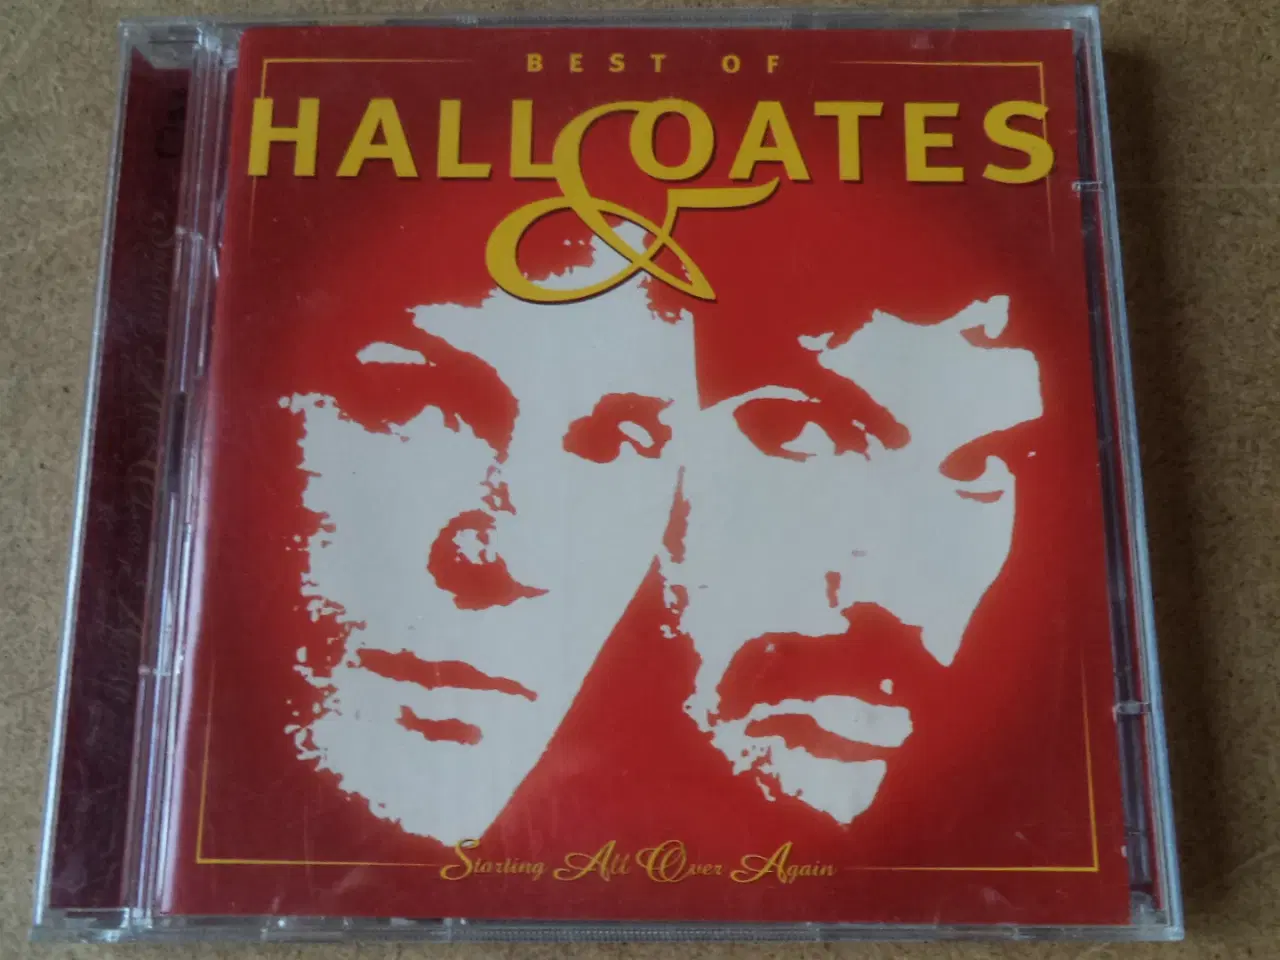 BEST OF
HALL & OATES
Starting All Over Again